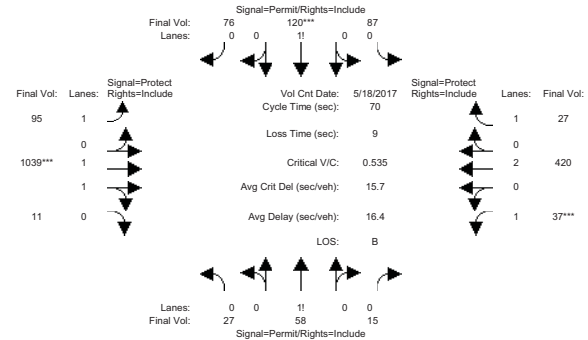 Signal=Permit/Rights=Include
Final Vol: 76 120*** 87
Lanes: 0 0 1! 0 0
Signal=Protect
Final Vol: Lanes: Rights=Include
Vol Cnt Date: 5/18/2017
Signal=Protect
Rights=Include Lanes: Final Vol:
Cycle Time (sec): 70
95 1
1 27
Loss Time (sec): 9
0
0
1039*** 1
Critical V/C: 0.535
2 420
1
Avg Crit Del (sec/veh): 15.7
0
11 0
Avg Delay (sec/veh): 16.4
1 37***
LOS: B
Lanes: 0 0 1! 0 0
Final Vol: 27 58 15
Signal=Permit/Rights=Include